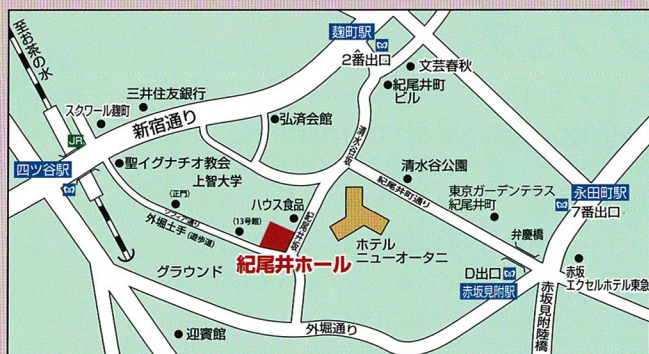 至お茶の水
麹町駅
2番出口
文芸春秋
三井住友銀行
スクワール麹町
紀尾井町
ビル
新宿通り
弘済会館
清水谷坂
JR
四ツ谷駅
聖イグナチオ教会
上智大学
清水谷公園
紀尾井町通り
東京ガーデンテラス
紀尾井町
永田町駅
7番出口
(正門)
ソフィア通り
外堀土手(遊歩道)
(13号館)
ハウス食品
紀尾井坂
弁慶橋
紀尾井ホール
ホテル
ニューオータニ
グラウンド
D出口
赤坂見附駅
赤坂
エクセルホテル東急
赤坂見附陸橋
迎賓館
外堀通り